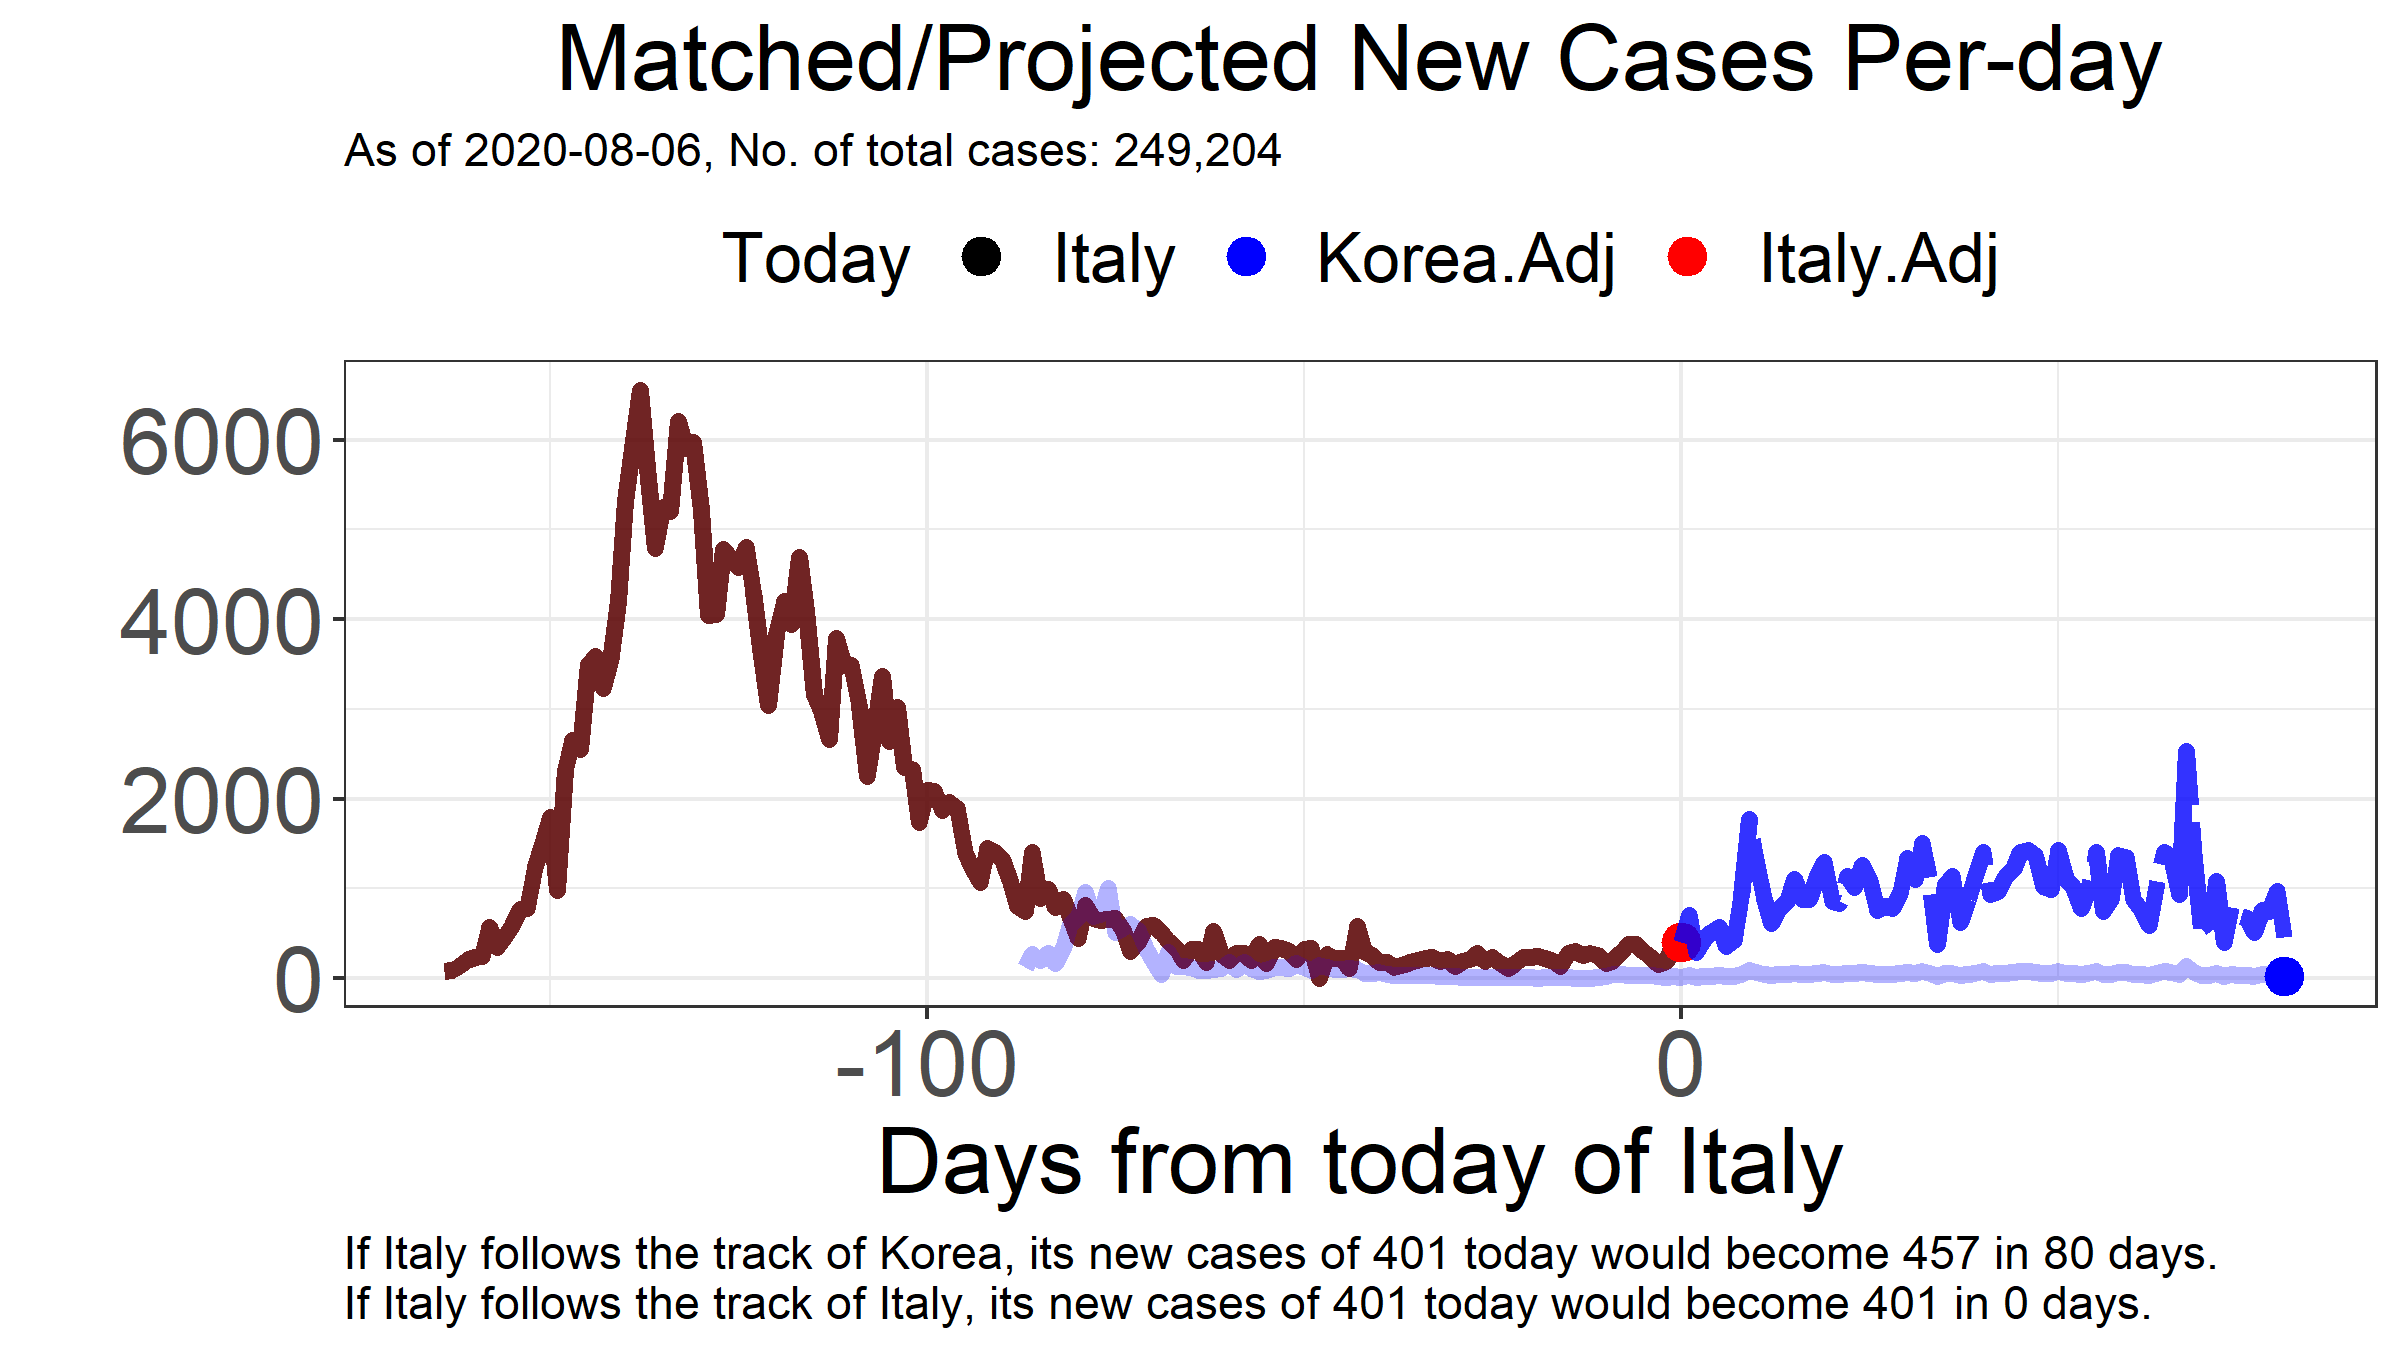 Matched/Projected New Cases Per-day
As of 2020-08-06, No. of total cases: 249,204
Today Italy Korea.Adj Italy.Adj
6000
4000
2000
0
-100 0
Days from today of Italy
If Italy follows the track of Korea, its new cases of 401 today would become 457 in 80 days.
If Italy follows the track of Italy, its new cases of 401 today would become 401 in 0 days.